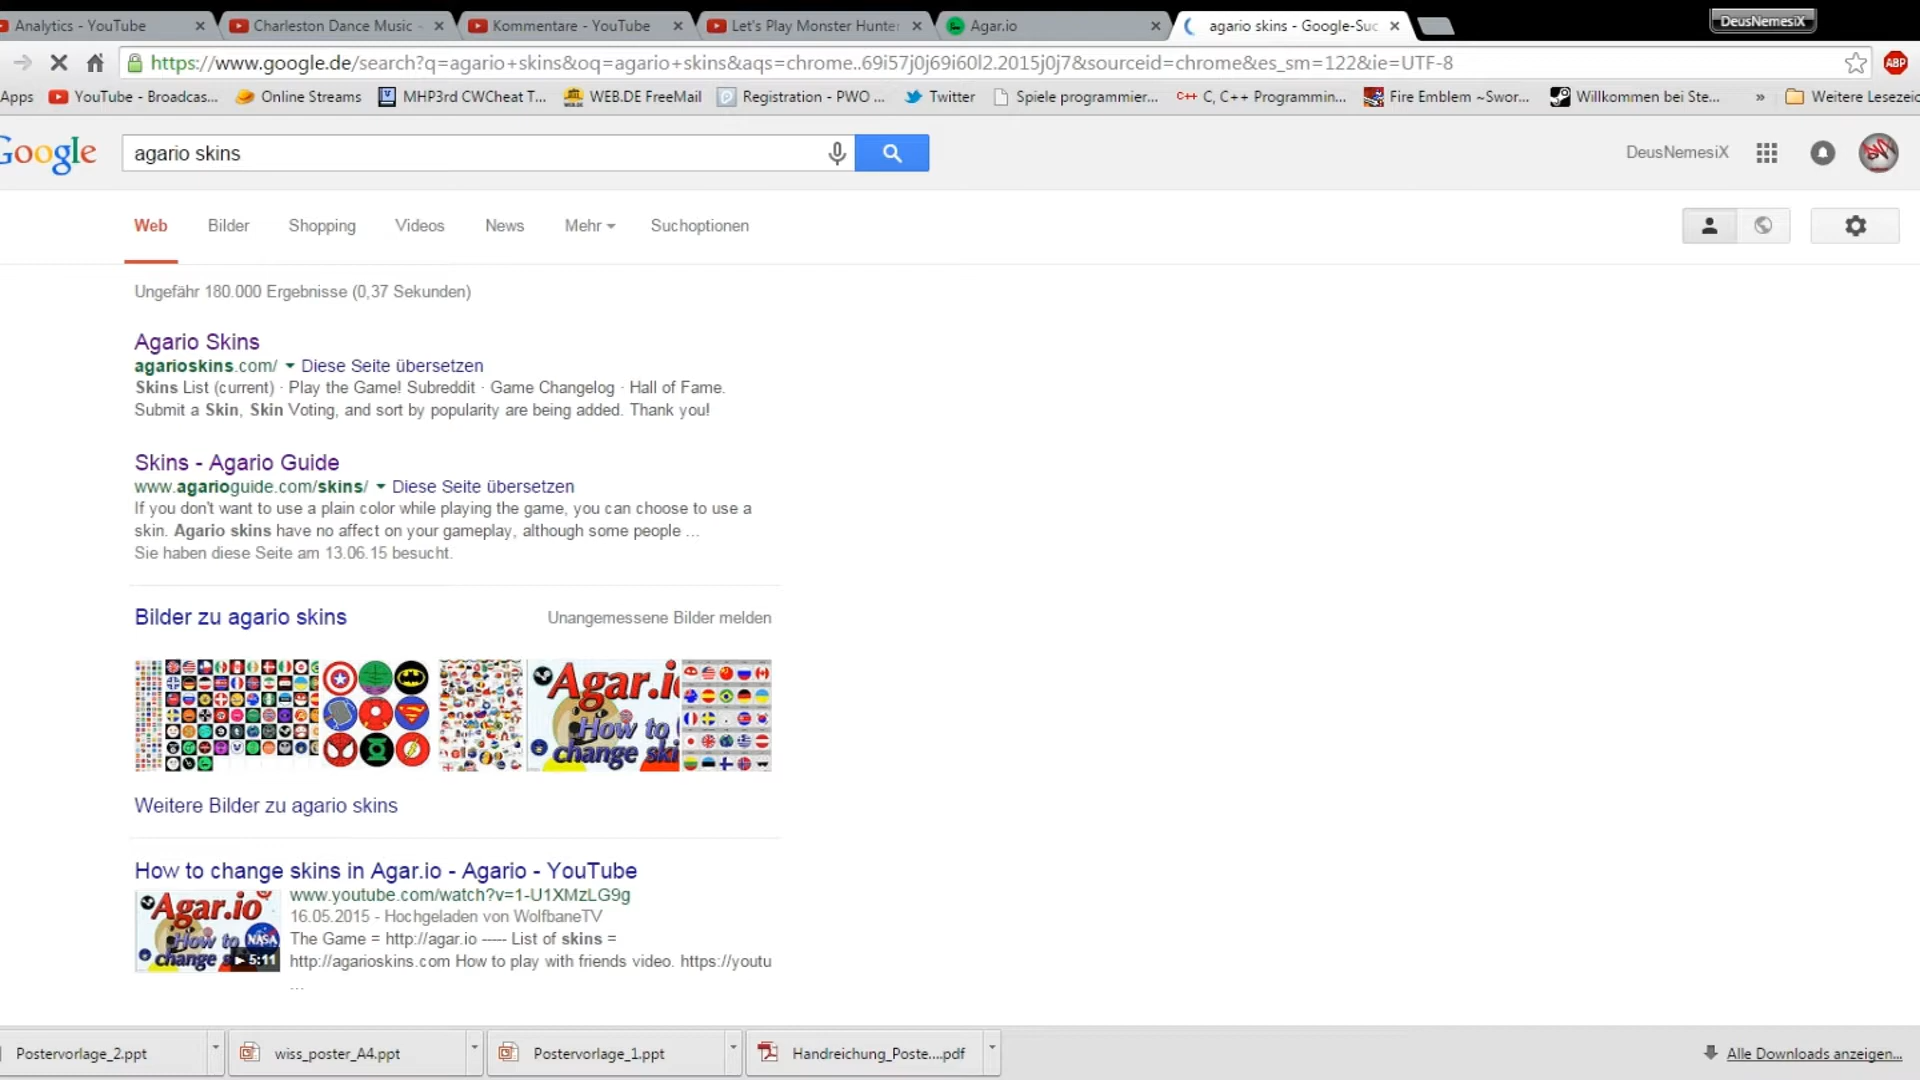 Analytics - YouTube
Charleston Dance Music -
Kommentare - YouTube
Let's Play Monster Hunter
Agar.io
agario skins - Google-Suc
DeusNemesiX
https://www.google.de/search?q=agario+skins&oq=agario+skins&aqs=chrome..69i57j0j69i60l2.2015j0j7&sourceid=chrome&es_sm=122&ie=UTF-8
ABP
Apps
YouTube - Broadcas...
Online Streams
MHP3rd CWCheat T...
WEB.DE FreeMail
Registration - PWO ...
Twitter
Spiele programmier...
C++ C, C++ Programmin...
Fire Emblem ~Swor...
Willkommen bei Ste...
»
Weitere Lesezeic
Google
agario skins
DeusNemesiX
Web
Bilder
Shopping
Videos
News
Mehr
Suchoptionen
Ungefähr 180.000 Ergebnisse (0,37 Sekunden)
Agario Skins
agarioskins.com/ Diese Seite übersetzen
Skins List (current) · Play the Game! Subreddit · Game Changelog · Hall of Fame.
Submit a Skin, Skin Voting, and sort by popularity are being added. Thank you!
Skins - Agario Guide
www.agarioguide.com/skins/ Diese Seite übersetzen
If you don't want to use a plain color while playing the game, you can choose to use a
skin. Agario skins have no affect on your gameplay, although some people ...
Sie haben diese Seite am 13.06.15 besucht.
Bilder zu agario skins
Unangemessene Bilder melden
Agar.i
How to
change ski
Weitere Bilder zu agario skins
How to change skins in Agar.io - Agario - YouTube
www.youtube.com/watch?v=1-U1XMzLG9g
16.05.2015 - Hochgeladen von WolfbaneTV
The Game = http://agar.io ----- List of skins =
http://agarioskins.com How to play with friends video. https://youtu
...
Agar.io
How to
NASA
change s
5:11
Postervorlage_2.ppt
wiss_poster_A4.ppt
Postervorlage_1.ppt
Handreichung_Poste....pdf
Alle Downloads anzeigen...